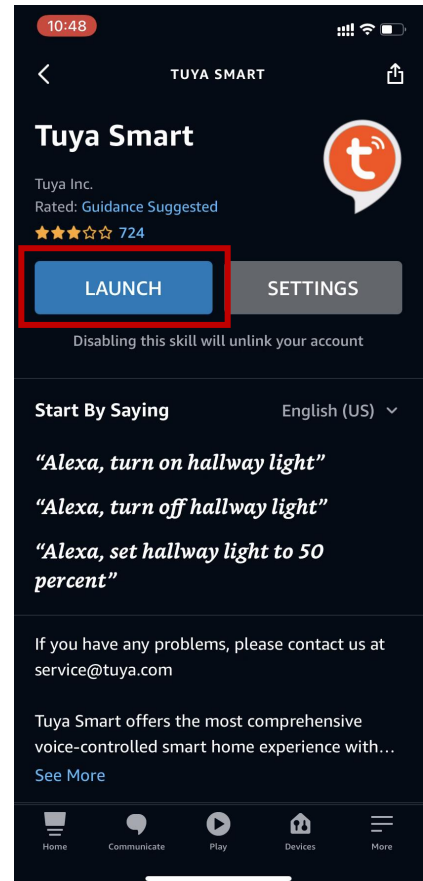 10:48
TUYA SMART
Tuya Smart
Tuya Inc.
Rated: Guidance Suggested
724
LAUNCH
SETTINGS
Disabling this skill will unlink your account
Start By Saying
English (US)
“Alexa, turn on hallway light”
“Alexa, turn off hallway light”
“Alexa, set hallway light to 50
percent”
If you have any problems, please contact us at
service@tuya.com
Tuya Smart offers the most comprehensive
voice-controlled smart home experience with…
See More
Home
Communicate
Play
Devices
More